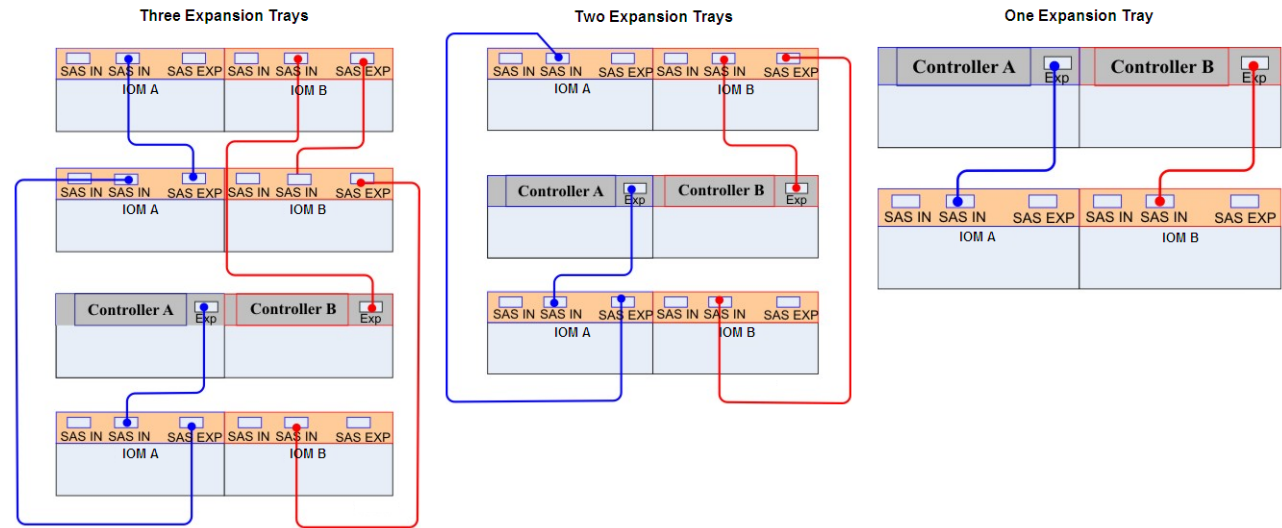 Three Expansion Trays
SAS IN SAS IN SAS EXP SAS IN SAS IN SAS EXP
IOM A IOM B
SAS IN SAS IN SAS EXP SAS IN SAS IN SAS EXP
IOM A IOM B
Controller A Exp Controller B Exp
SAS IN SAS IN SAS EXP SAS IN SAS IN SAS EXP
IOM A IOM B
Two Expansion Trays
SAS IN SAS IN SAS EXP SAS IN SAS IN SAS EXP
IOM A IOM B
Controller A Exp Controller B Exp
SAS IN SAS IN SAS EXP SAS IN SAS IN SAS EXP
IOM A IOM B
One Expansion Tray
Controller A Exp Controller B Exp
SAS IN SAS IN SAS EXP SAS IN SAS IN SAS EXP
IOM A IOM B